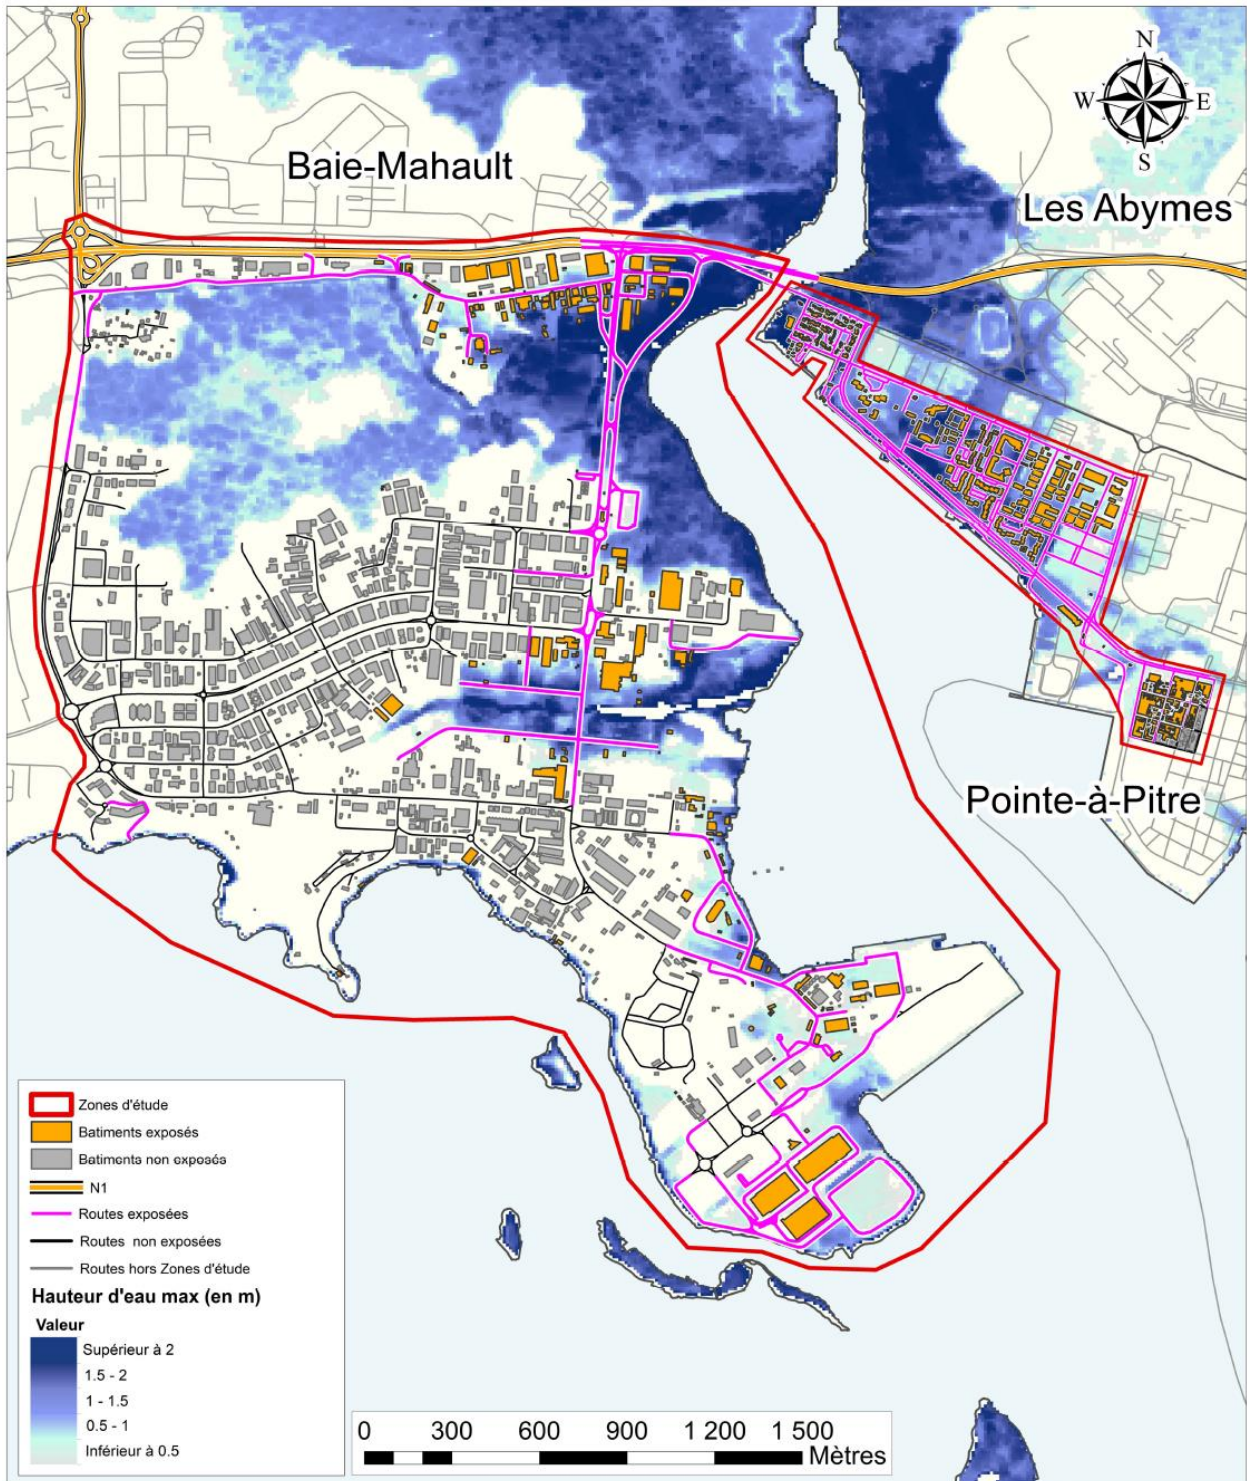 N
W E
S
Baie-Mahault
Les Abymes
Pointe-à-Pitre
Zones d'étude
Batiments exposés
Batiments non exposés
N1
Routes exposées
Routes non exposées
Routes hors Zones d'étude
Hauteur d'eau max (en m)
Valeur
Supérieur à 2
1.5 - 2
1 - 1.5
0.5 - 1
Inférieur à 0.5
0 300 600 900 1 200 1 500
Mètres